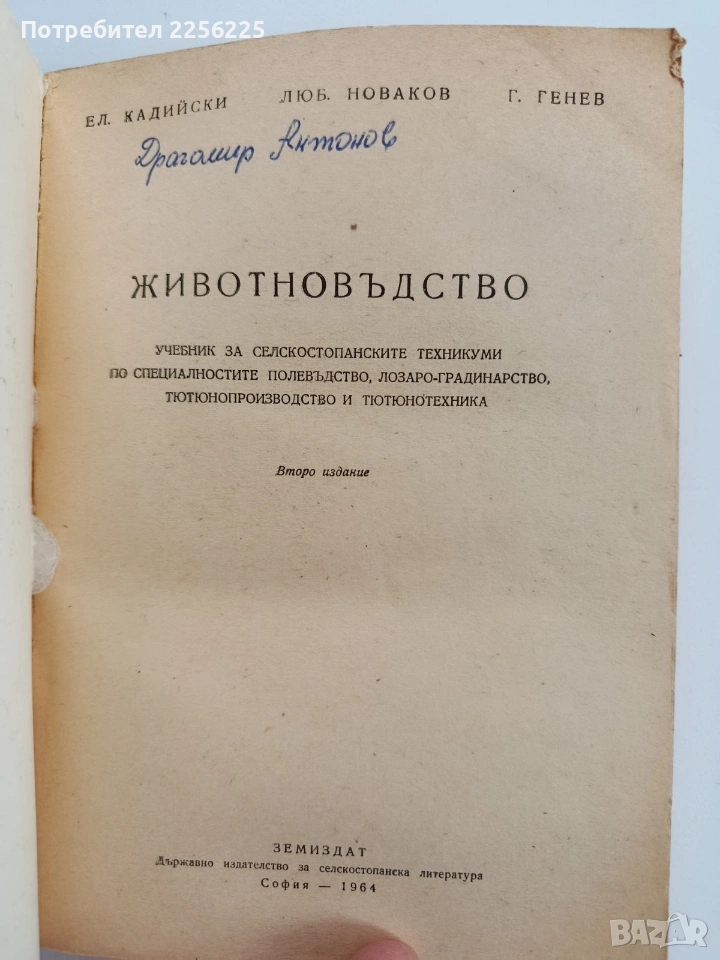 Потребител 2256225
ЕЛ. КАДИЙСКИ ЛЮБ. НОВАКОВ Г. ГЕНЕВ
Драгомир Антонов
ЖИВОТНОВЪДСТВО
УЧЕБНИК ЗА СЕЛСКОСТОПАНСКИТЕ ТЕХНИКУМИ
ПО СПЕЦИАЛНОСТИТЕ ПОЛЕВЪДСТВО, ЛОЗАРО-ГРАДИНАРСТВО,
ТЮТЮНОПРОИЗВОДСТВО И ТЮТЮНОТЕХНИКА
Второ издание
ЗЕМИЗДАТ
Държавно издателство за селскостопанска литература
София — 1964
BAZAR